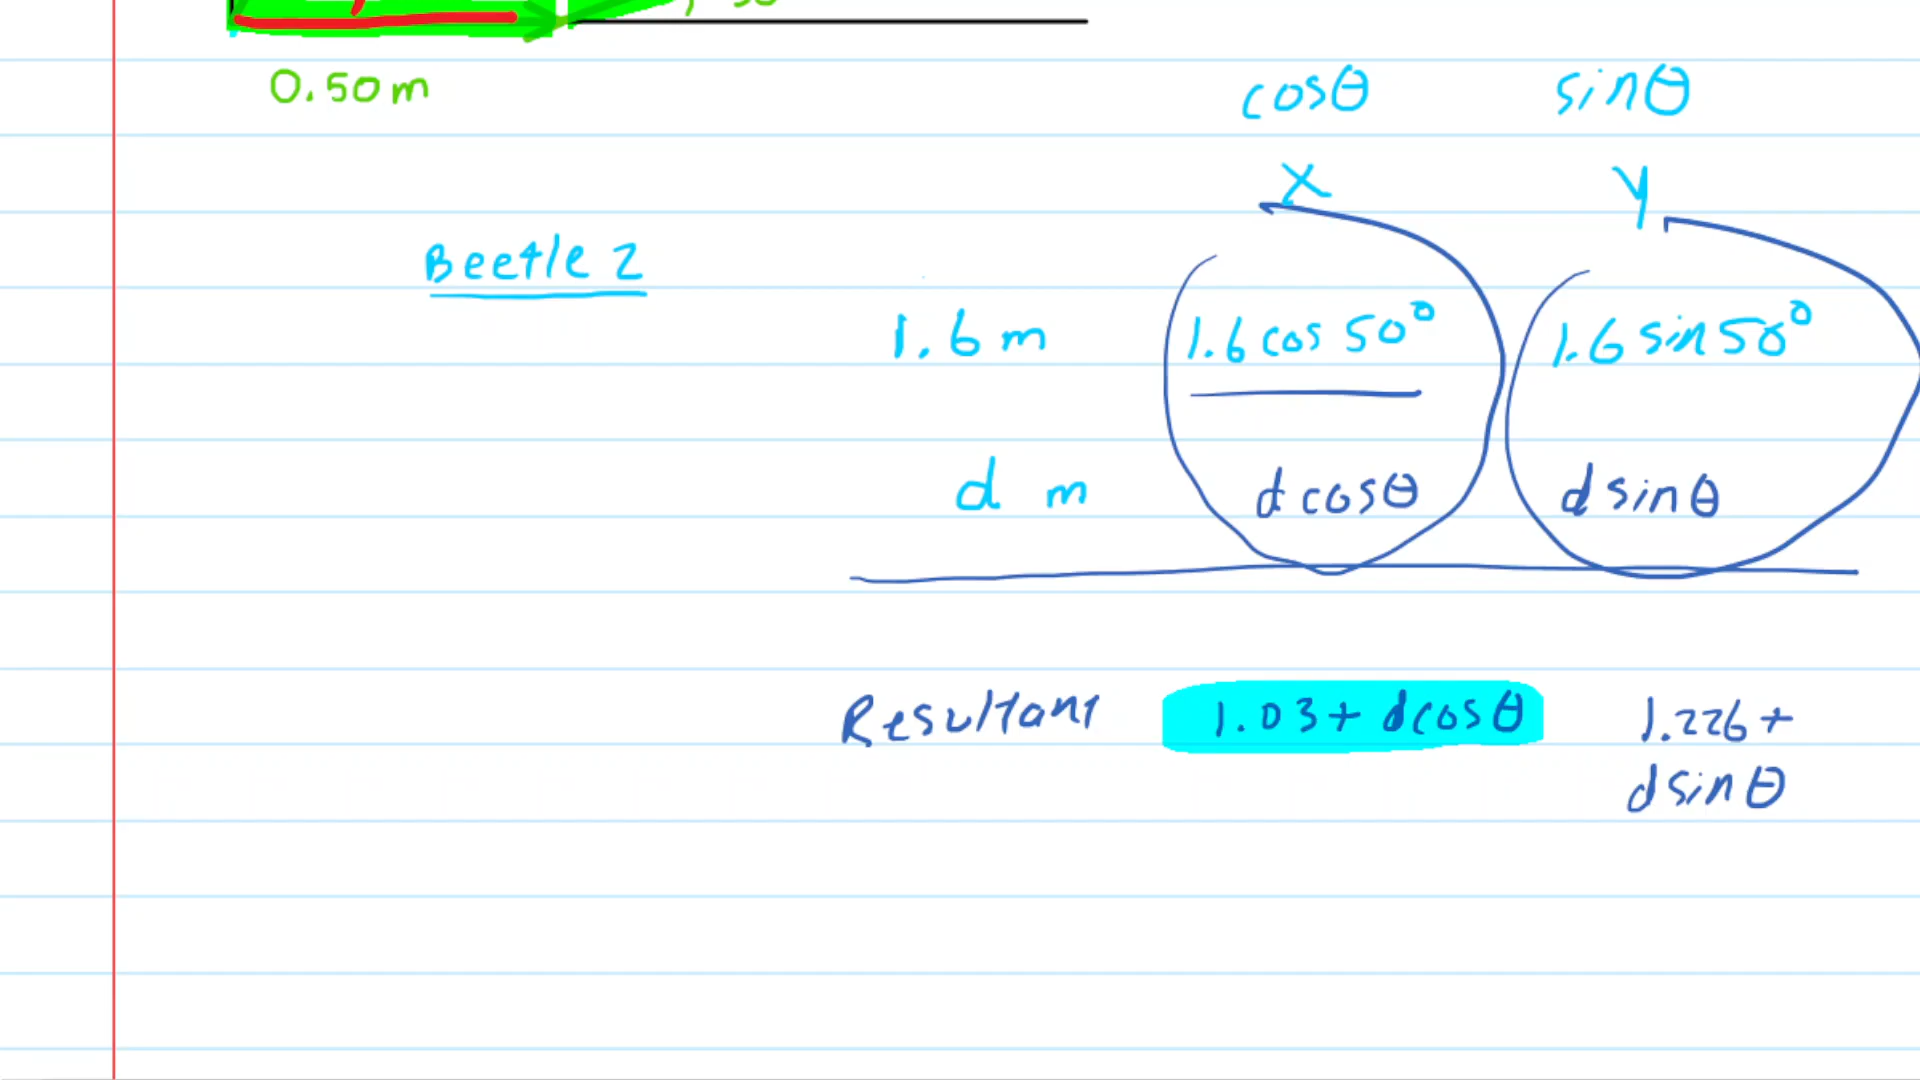 0.50 m
cosθ sinθ
x y
Beetle 2
1.6 m 1.6 cos 50° 1.6 sin 50°
d m d cosθ d sinθ
Resultant 1.03 + d cosθ 1.226 +
d sinθ